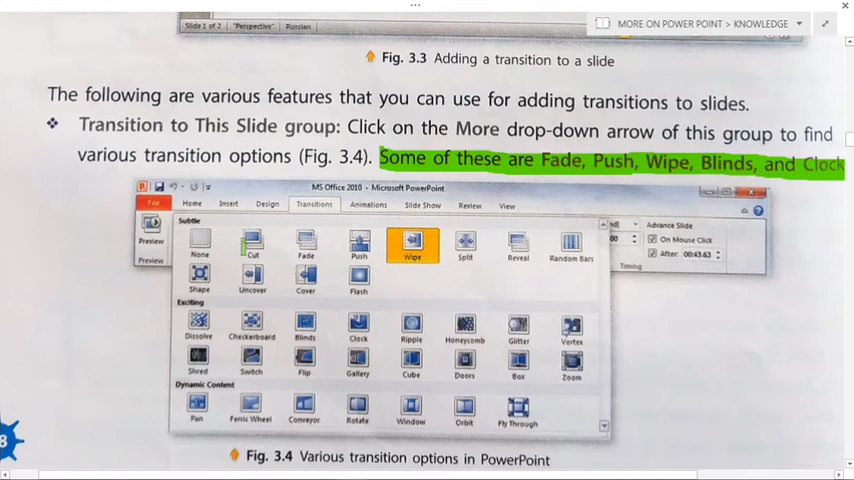 MORE ON POWER POINT > KNOWLEDGE
Slide 1 of 2 "Perspective" Russian
Fig. 3.3 Adding a transition to a slide
The following are various features that you can use for adding transitions to slides.
❖ Transition to This Slide group: Click on the More drop-down arrow of this group to find
various transition options (Fig. 3.4). Some of these are Fade, Push, Wipe, Blinds, and Clock
MS Office 2010 - Microsoft PowerPoint
File Home Insert Design Transitions Animations Slide Show Review View
Subtle
Preview
None Cut Fade Push Wipe Split Reveal Random Bars
Shape Uncover Cover Flash
Preview
Advance Slide
On Mouse Click
After: 00:43.63
Timing
Exciting
Dissolve Checkerboard Blinds Clock Ripple Honeycomb Glitter Vortex
Shred Switch Flip Gallery Cube Doors Box Zoom
Dynamic Content
Pan Ferris Wheel Conveyor Rotate Window Orbit Fly Through
8
Fig. 3.4 Various transition options in PowerPoint